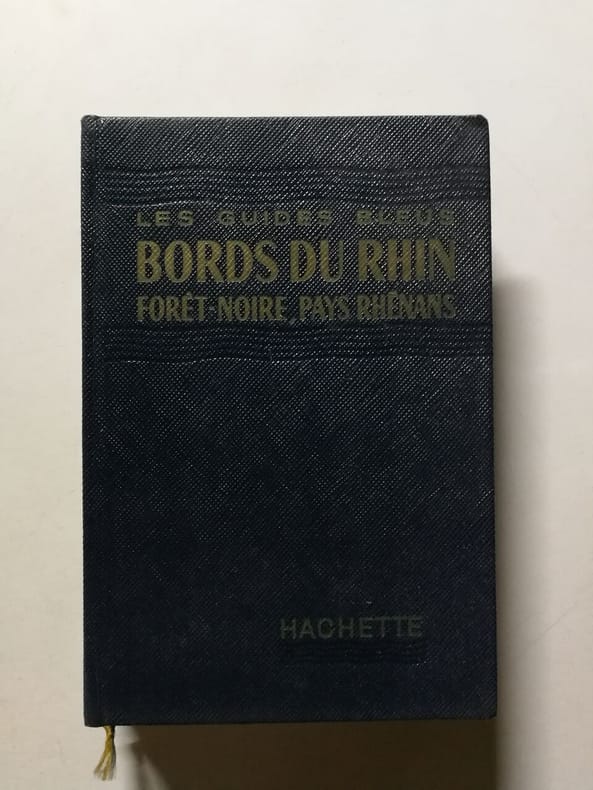 LES GUIDES BLEUS
BORDS DU RHIN
FORÊT-NOIRE, PAYS RHÉNANS
HACHETTE